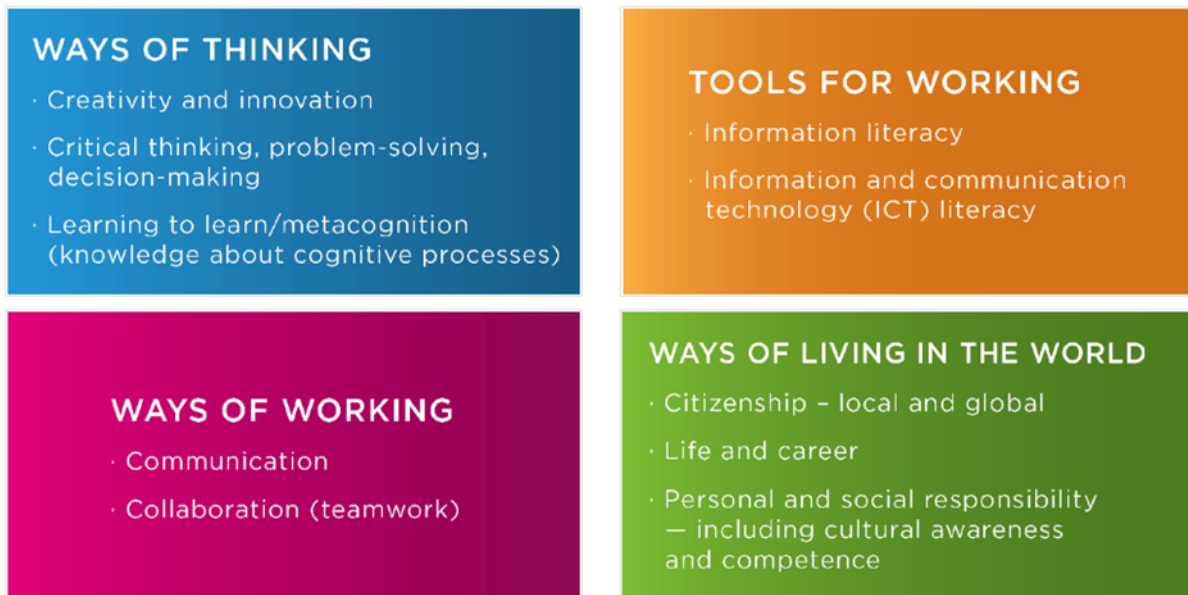 WAYS OF THINKING
· Creativity and innovation
· Critical thinking, problem-solving,
decision-making
· Learning to learn/metacognition
(knowledge about cognitive processes)
TOOLS FOR WORKING
· Information literacy
· Information and communication
technology (ICT) literacy
WAYS OF WORKING
· Communication
· Collaboration (teamwork)
WAYS OF LIVING IN THE WORLD
· Citizenship – local and global
· Life and career
· Personal and social responsibility
— including cultural awareness
and competence